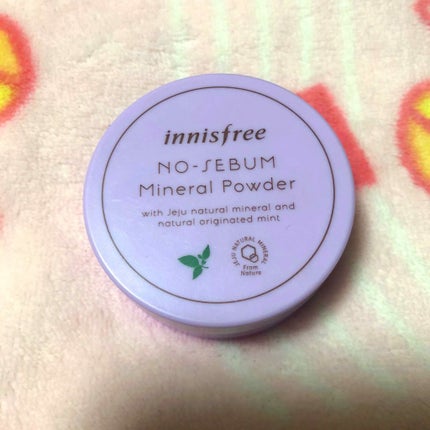 innisfree
NO-SEBUM
Mineral Powder
with Jeju natural mineral and
natural originated mint
JEJU NATURAL MINERAL
From
Nature